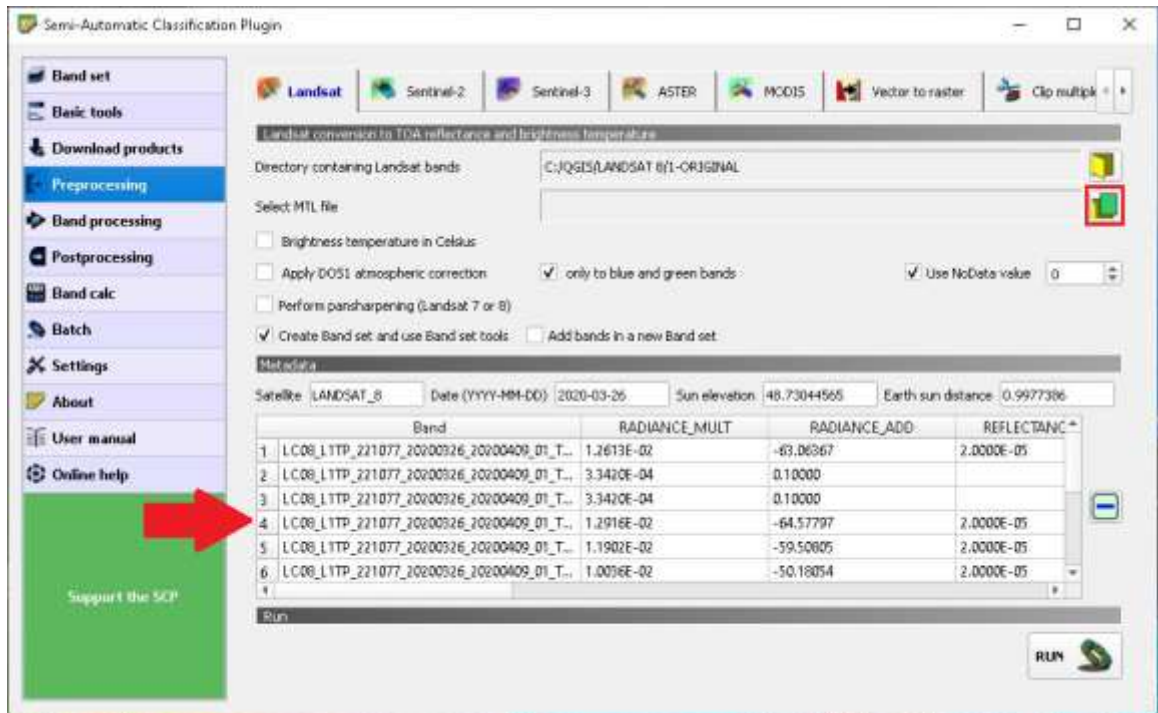 Semi-Automatic Classification Plugin
Band set
Basic tools
Download products
Preprocessing
Band processing
Postprocessing
Band calc
Batch
Settings
About
User manual
Online help
Support the SCP
Landsat Sentinel-2 Sentinel-3 ASTER MODIS Vector to raster Clip multipl
Landsat conversion to TOA reflectance and brightness temperature
Directory containing Landsat bands C:/QGIS/LANDSAT 8/1-ORIGINAL
Select MTL file
Brightness temperature in Celsius
Apply DOS1 atmospheric correction only to blue and green bands Use NoData value 0
Perform pansharpening (Landsat 7 or 8)
Create Band set and use Band set tools Add bands in a new Band set
Metadata
Satellite LANDSAT_8 Date (YYYY-MM-DD) 2020-03-26 Sun elevation 48.73044565 Earth sun distance 0.9977386
Band RADIANCE_MULT RADIANCE_ADD REFLECTANC
1 LC08_L1TP_221077_20200326_20200409_01_T... 1.2613E-02 -63.06367 2.0000E-05
2 LC08_L1TP_221077_20200326_20200409_01_T... 3.3420E-04 0.10000
3 LC08_L1TP_221077_20200326_20200409_01_T... 3.3420E-04 0.10000
4 LC08_L1TP_221077_20200326_20200409_01_T... 1.2916E-02 -64.57797 2.0000E-05
5 LC08_L1TP_221077_20200326_20200409_01_T... 1.1902E-02 -59.50805 2.0000E-05
6 LC08_L1TP_221077_20200326_20200409_01_T... 1.0036E-02 -50.18054 2.0000E-05
Run
RUN